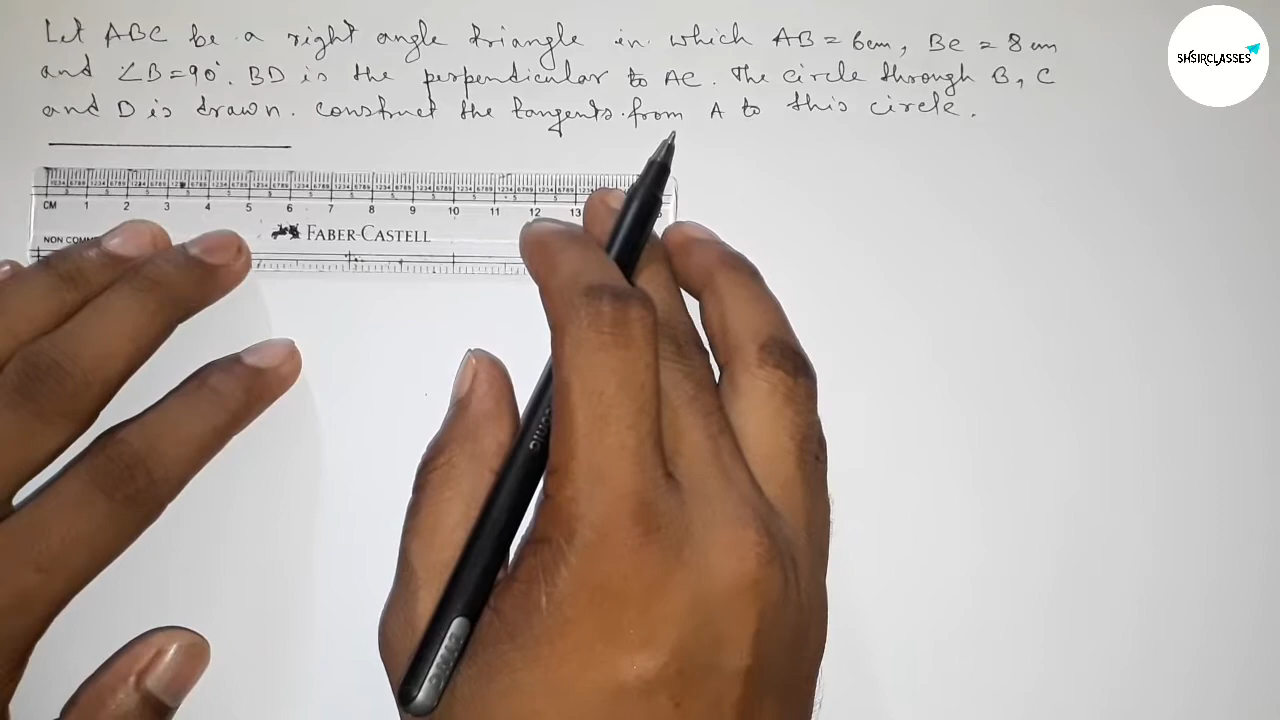 Let ABC be a right angle triangle in which AB = 6cm, BC = 8cm
and ∠B=90°. BD is the perpendicular to AC. The circle through B, C
and D is drawn. construct the tangents from A to this circle.
SHSIRCLASSES
CM 1 2 3 4 5 6 7 8 9 10 11 12 13
FABER-CASTELL